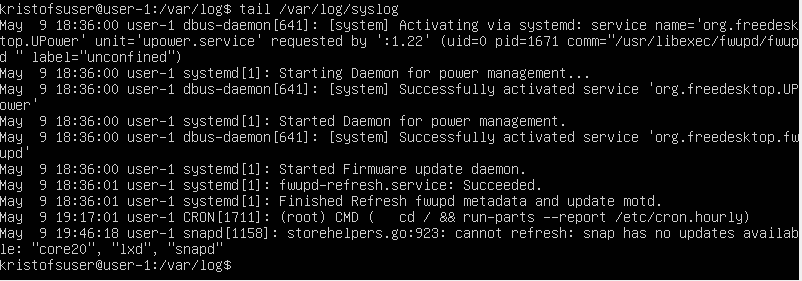 kristofsuser@user-1:/var/log$ tail /var/log/syslog
May  9 18:36:00 user-1 dbus-daemon[641]: [system] Activating via systemd: service name='org.freedesk
top.UPower' unit='upower.service' requested by ':1.22' (uid=0 pid=1671 comm="/usr/libexec/fwupd/fwup
d " label="unconfined")
May  9 18:36:00 user-1 systemd[1]: Starting Daemon for power management...
May  9 18:36:00 user-1 dbus-daemon[641]: [system] Successfully activated service 'org.freedesktop.UP
ower'
May  9 18:36:00 user-1 systemd[1]: Started Daemon for power management.
May  9 18:36:00 user-1 dbus-daemon[641]: [system] Successfully activated service 'org.freedesktop.fw
upd'
May  9 18:36:00 user-1 systemd[1]: Started Firmware update daemon.
May  9 18:36:01 user-1 systemd[1]: fwupd-refresh.service: Succeeded.
May  9 18:36:01 user-1 systemd[1]: Finished Refresh fwupd metadata and update motd.
May  9 19:17:01 user-1 CRON[1711]: (root) CMD (   cd / && run-parts --report /etc/cron.hourly)
May  9 19:46:18 user-1 snapd[1158]: storehelpers.go:923: cannot refresh: snap has no updates availab
le: "core20", "lxd", "snapd"
kristofsuser@user-1:/var/log$